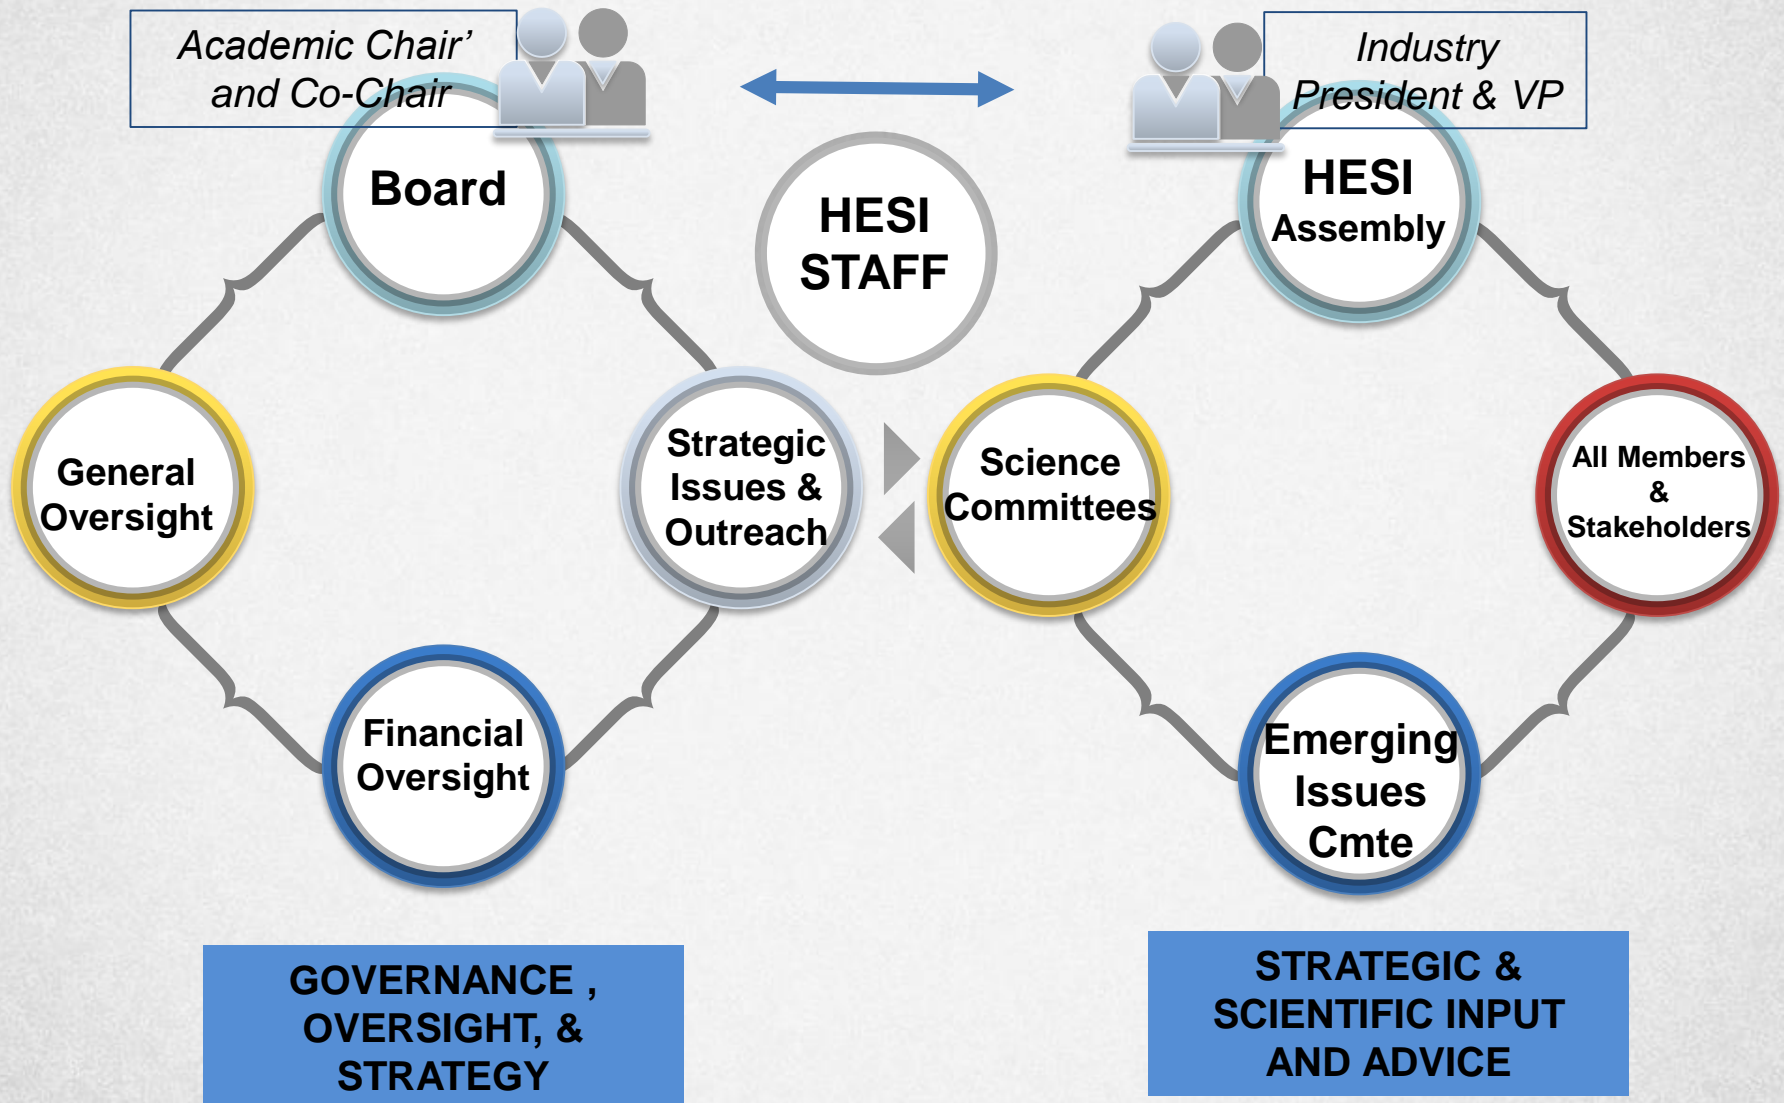 Academic Chair’
and Co-Chair
Industry
President & VP
Board
HESI
STAFF
HESI
Assembly
General
Oversight
Strategic
Issues &
Outreach
Science
Committees
All Members
&
Stakeholders
Financial
Oversight
Emerging
Issues
Cmte
GOVERNANCE ,
OVERSIGHT, &
STRATEGY
STRATEGIC &
SCIENTIFIC INPUT
AND ADVICE